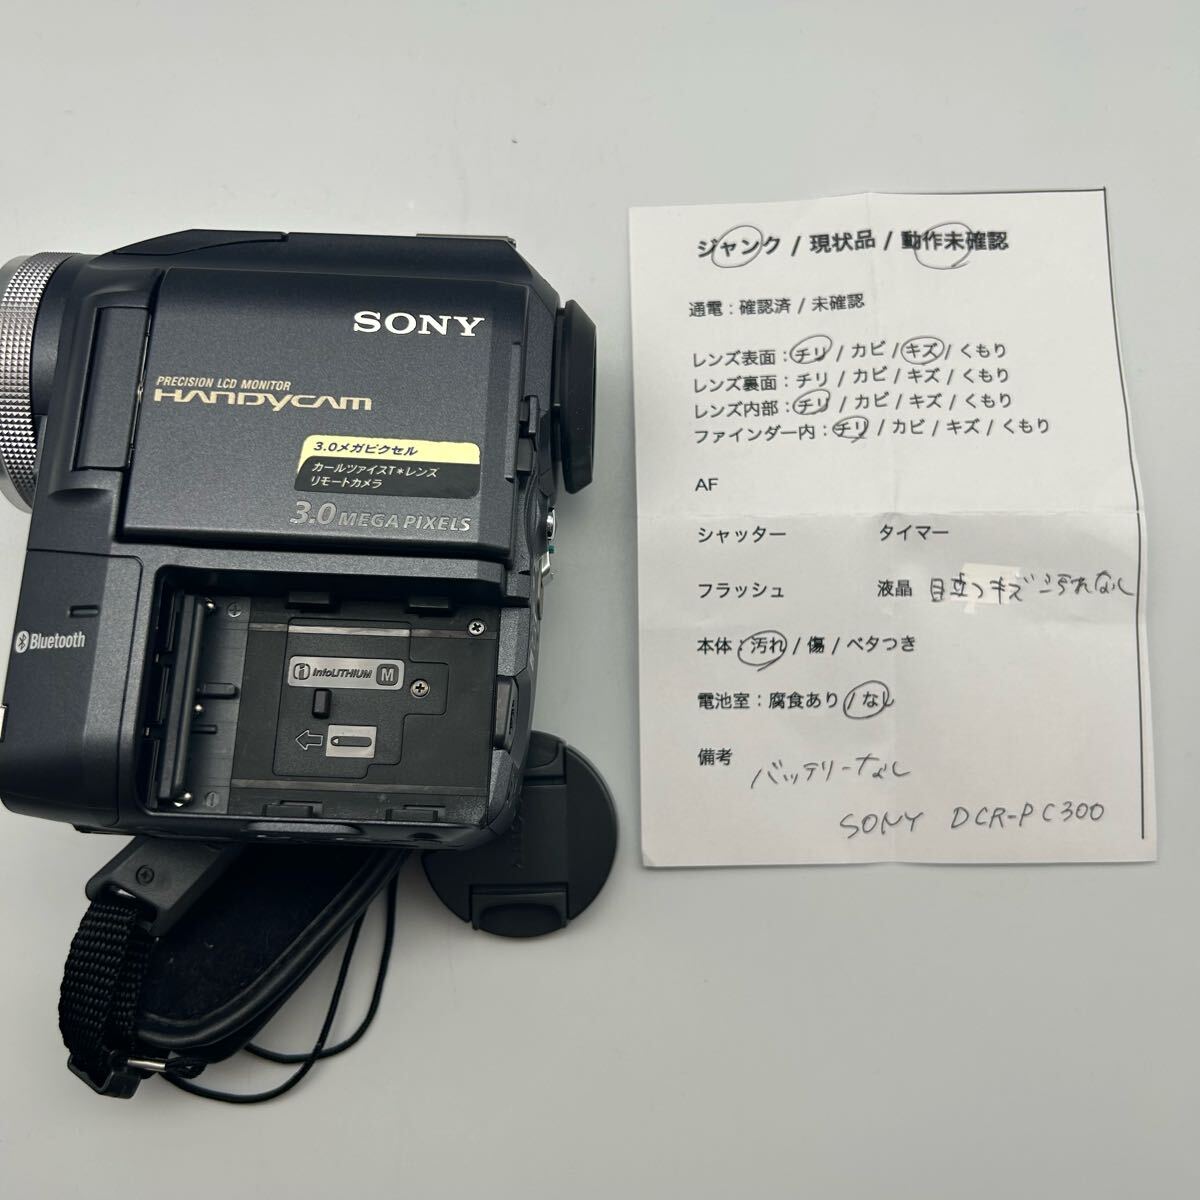 SONY
PRECISION LCD MONITOR
HANDYCAM
3.0メガピクセル
カールツァイスT*レンズ
リモートカメラ
3.0 MEGAPIXELS
Bluetooth
InfoLITHIUM M
ジャンク / 現状品 / 動作未確認
通電:確認済 / 未確認
レンズ表面:チリ / カビ / キズ / くもり
レンズ裏面:チリ / カビ / キズ / くもり
レンズ内部:チリ / カビ / キズ / くもり
ファインダー内:チリ / カビ / キズ / くもり
AF
シャッター タイマー
フラッシュ 液晶 目立つキズ 汚れなし
本体:汚れ / 傷 / ベタつき
電池室:腐食あり / なし
備考 バッテリーなし
SONY DCR-PC300